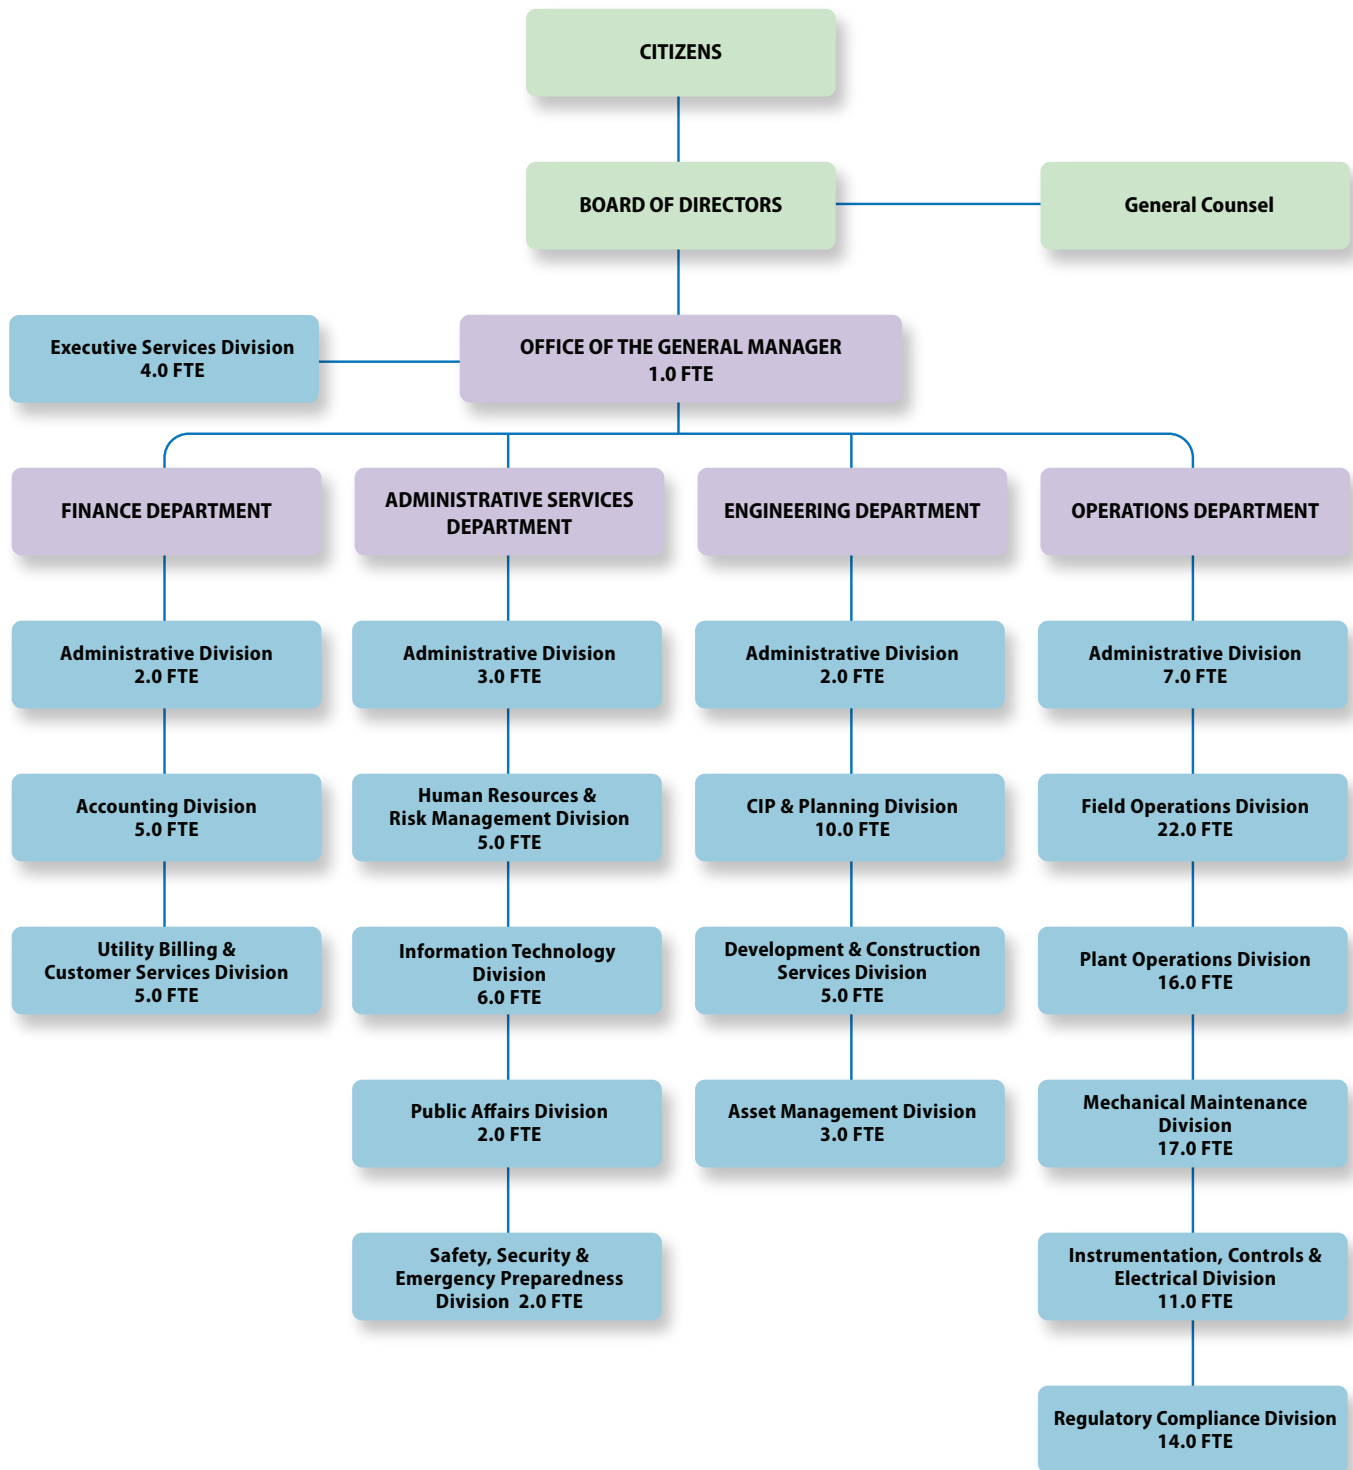 CITIZENS
BOARD OF DIRECTORS
General Counsel
Executive Services Division
4.0 FTE
OFFICE OF THE GENERAL MANAGER
1.0 FTE
FINANCE DEPARTMENT
ADMINISTRATIVE SERVICES
DEPARTMENT
ENGINEERING DEPARTMENT
OPERATIONS DEPARTMENT
Administrative Division
2.0 FTE
Administrative Division
3.0 FTE
Administrative Division
2.0 FTE
Administrative Division
7.0 FTE
Accounting Division
5.0 FTE
Human Resources &
Risk Management Division
5.0 FTE
CIP & Planning Division
10.0 FTE
Field Operations Division
22.0 FTE
Utility Billing &
Customer Services Division
5.0 FTE
Information Technology
Division
6.0 FTE
Development & Construction
Services Division
5.0 FTE
Plant Operations Division
16.0 FTE
Public Affairs Division
2.0 FTE
Asset Management Division
3.0 FTE
Mechanical Maintenance
Division
17.0 FTE
Safety, Security &
Emergency Preparedness
Division 2.0 FTE
Instrumentation, Controls &
Electrical Division
11.0 FTE
Regulatory Compliance Division
14.0 FTE